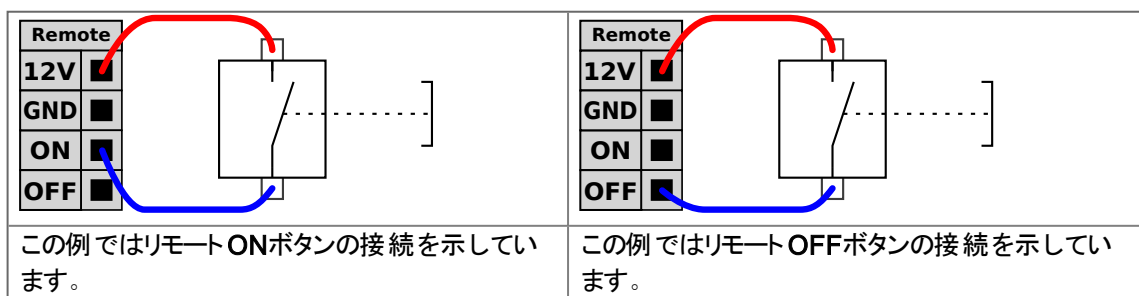 Remote
12V
GND
ON
OFF
Remote
12V
GND
ON
OFF
この例ではリモートONボタンの接続を示してい
ます。
この例ではリモートOFFボタンの接続を示してい
ます。